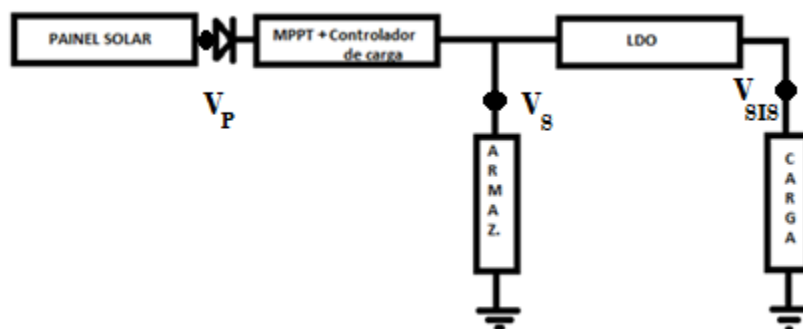 PAINEL SOLAR
MPPT + Controlador
de carga
LDO
VP
VS
VSIS
ARMAZ.
CARGA